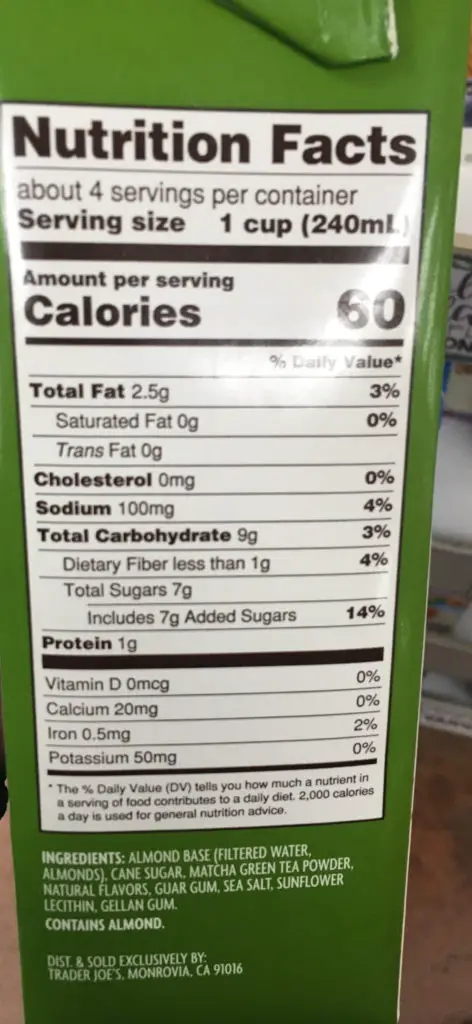 Nutrition Facts
about 4 servings per container
Serving size 1 cup (240mL)
Amount per serving
Calories 60
% Daily Value*
Total Fat 2.5g 3%
Saturated Fat 0g 0%
Trans Fat 0g
Cholesterol 0mg 0%
Sodium 100mg 4%
Total Carbohydrate 9g 3%
Dietary Fiber less than 1g 4%
Total Sugars 7g
Includes 7g Added Sugars 14%
Protein 1g
Vitamin D 0mcg 0%
Calcium 20mg 0%
Iron 0.5mg 2%
Potassium 50mg 0%
* The % Daily Value (DV) tells you how much a nutrient in
a serving of food contributes to a daily diet. 2,000 calories
a day is used for general nutrition advice.
INGREDIENTS: ALMOND BASE (FILTERED WATER,
ALMONDS), CANE SUGAR, MATCHA GREEN TEA POWDER,
NATURAL FLAVORS, GUAR GUM, SEA SALT, SUNFLOWER
LECITHIN, GELLAN GUM.
CONTAINS ALMOND.
DIST. & SOLD EXCLUSIVELY BY:
TRADER JOE'S, MONROVIA, CA 91016